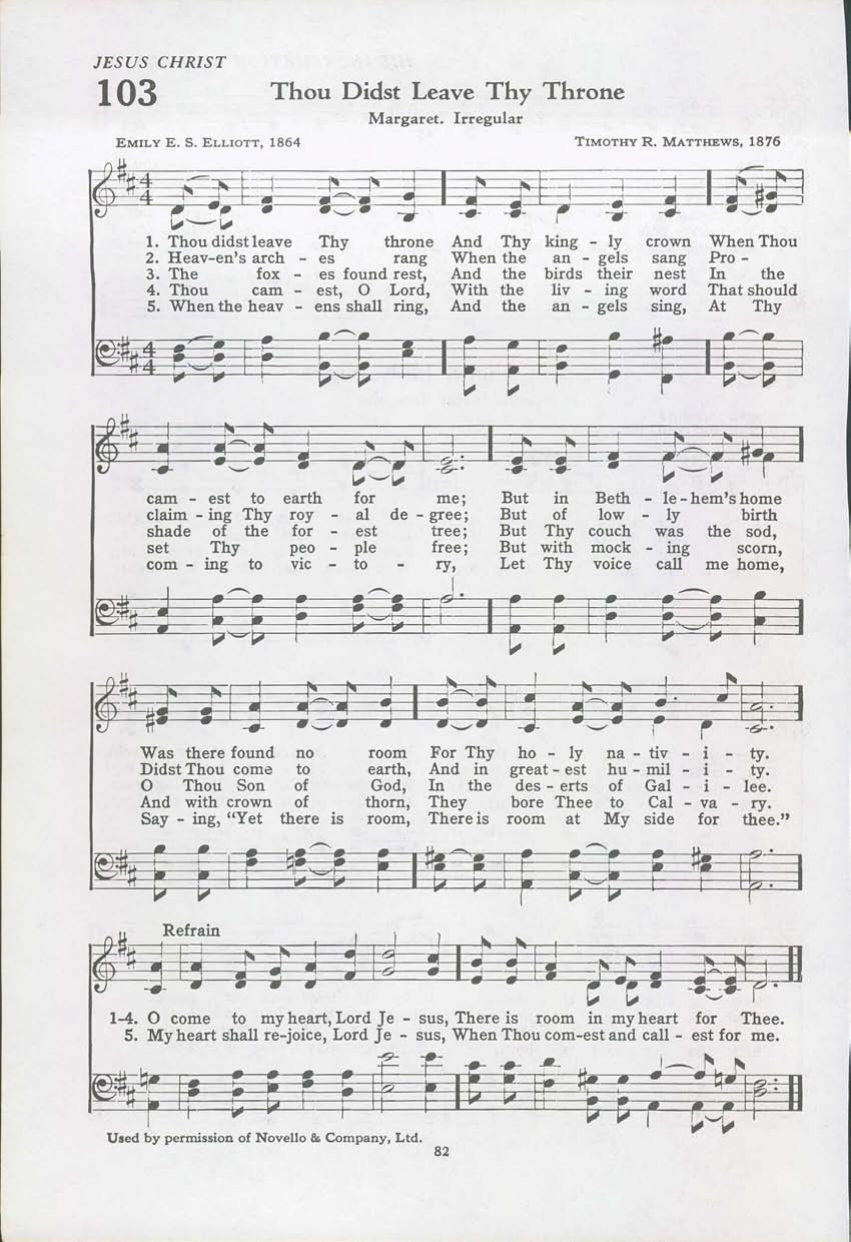 JESUS CHRIST
103 Thou Didst Leave Thy Throne
Margaret. Irregular
EMILY E. S. ELLIOTT, 1864 TIMOTHY R. MATTHEWS, 1876
1. Thou didst leave Thy throne And Thy king - ly crown When Thou
2. Heav-en's arch - es rang When the an - gels sang Pro -
3. The fox - es found rest, And the birds their nest In the
4. Thou cam - est, O Lord, With the liv - ing word That should
5. When the heav - ens shall ring, And the an - gels sing, At Thy
cam - est to earth for me; But in Beth - le - hem's home
claim - ing Thy roy - al de - gree; But of low - ly birth
shade of the for - est tree; But Thy couch was the sod,
set Thy peo - ple free; But with mock - ing scorn,
com - ing to vic - to - ry, Let Thy voice call me home,
Was there found no room For Thy ho - ly na - tiv - i - ty.
Didst Thou come to earth, And in great - est hu - mil - i - ty.
O Thou Son of God, In the des - erts of Gal - i - lee.
And with crown of thorn, They bore Thee to Cal - va - ry.
Say - ing, "Yet there is room, There is room at My side for thee."
Refrain
1-4. O come to my heart, Lord Je - sus, There is room in my heart for Thee.
5. My heart shall re-joice, Lord Je - sus, When Thou com-est and call - est for me.
Used by permission of Novello & Company, Ltd.
82